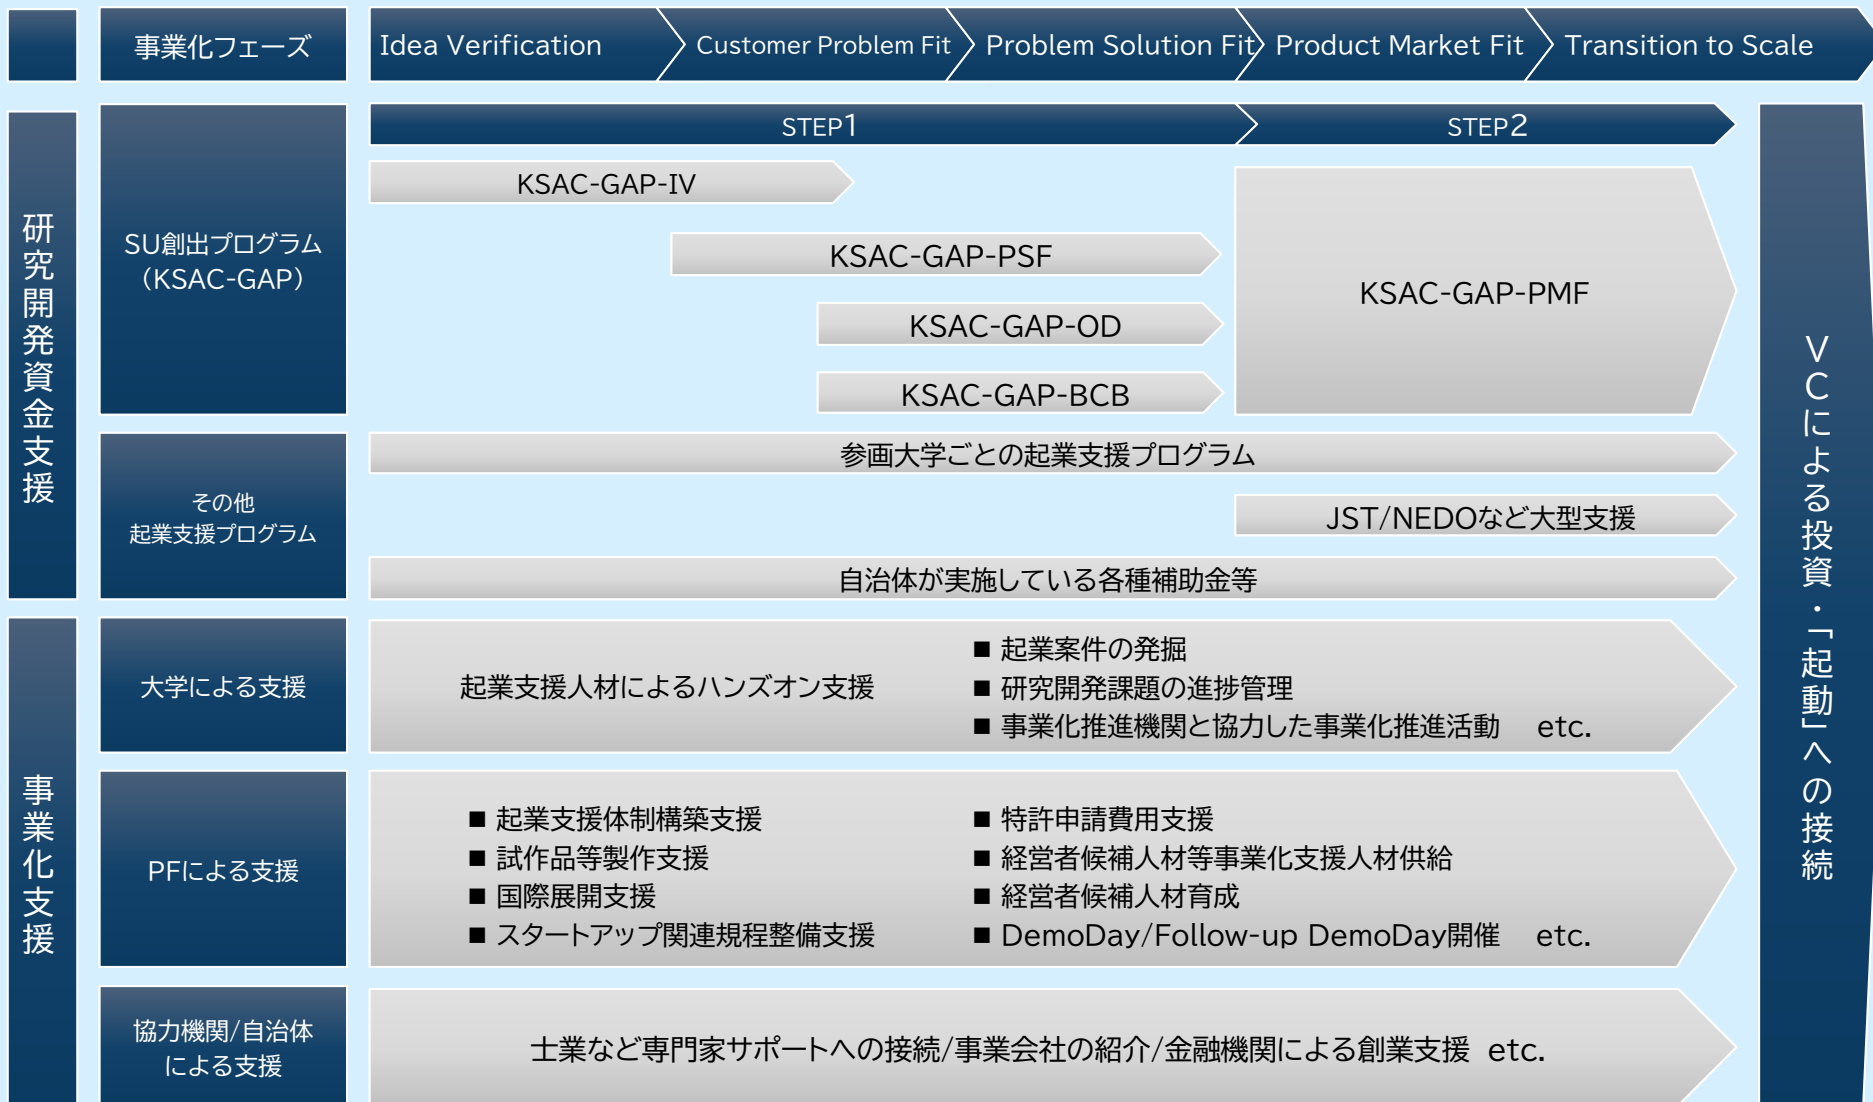 事業化フェーズ
Idea Verification
Customer Problem Fit
Problem Solution Fit
Product Market Fit
Transition to Scale
研究開発資金支援
SU創出プログラム
（KSAC-GAP）
STEP1
STEP2
KSAC-GAP-IV
KSAC-GAP-PSF
KSAC-GAP-OD
KSAC-GAP-BCB
KSAC-GAP-PMF
その他
起業支援プログラム
参画大学ごとの起業支援プログラム
JST/NEDOなど大型支援
自治体が実施している各種補助金等
事業化支援
大学による支援
起業支援人材によるハンズオン支援
■ 起業案件の発掘
■ 研究開発課題の進捗管理
■ 事業化推進機関と協力した事業化推進活動 etc.
PFによる支援
■ 起業支援体制構築支援
■ 試作品等製作支援
■ 国際展開支援
■ スタートアップ関連規程整備支援
■ 特許申請費用支援
■ 経営者候補人材等事業化支援人材供給
■ 経営者候補人材育成
■ DemoDay/Follow-up DemoDay開催 etc.
協力機関/自治体
による支援
士業など専門家サポートへの接続/事業会社の紹介/金融機関による創業支援 etc.
VCによる投資・「起動」への接続